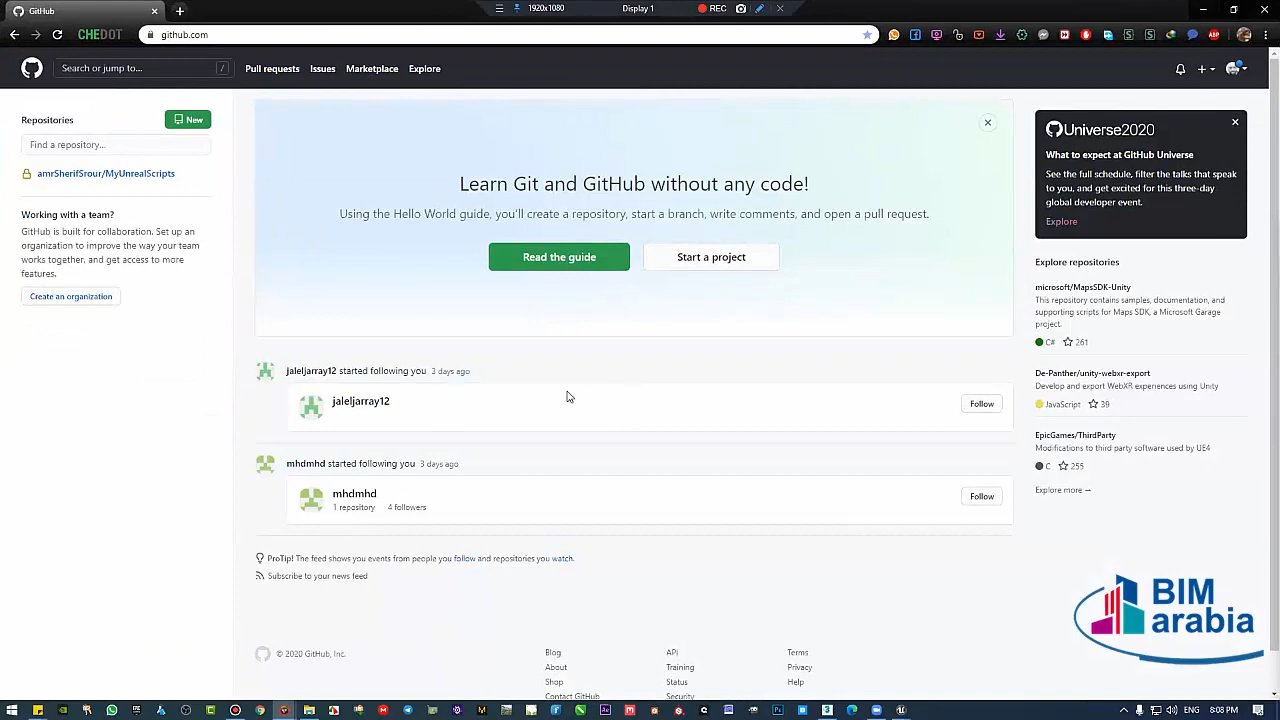 GitHub
1920x1080
Display 1
REC
CHEDOT
github.com
Search or jump to...
/
Pull requests
Issues
Marketplace
Explore
Repositories
New
Find a repository...
amrSherifSrour/MyUnrealScripts
Working with a team?
GitHub is built for collaboration. Set up an
organization to improve the way your team
works together, and get access to more
features.
Create an organization
Learn Git and GitHub without any code!
Using the Hello World guide, you'll create a repository, start a branch, write comments, and open a pull request.
Read the guide
Start a project
jaleljarray12 started following you 3 days ago
jaleljarray12
Follow
mhdmhd started following you 3 days ago
mhdmhd
1 repository 4 followers
Follow
ProTip! The feed shows you events from people you follow and repositories you watch.
Subscribe to your news feed
Universe2020
What to expect at GitHub Universe
See the full schedule, filter the talks that speak
to you, and get excited for this three-day
global developer event.
Explore
Explore repositories
microsoft/MapsSDK-Unity
This repository contains samples, documentation, and
supporting scripts for Maps SDK, a Microsoft Garage
project.
C# 261
De-Panther/unity-webxr-export
Develop and export WebXR experiences using Unity
JavaScript 39
EpicGames/ThirdParty
Modifications to third party software used by UE4
C 255
Explore more →
BIM
arabia
© 2020 GitHub, Inc.
Blog
About
Shop
Contact GitHub
API
Training
Status
Security
Terms
Privacy
Help
8:08 PM